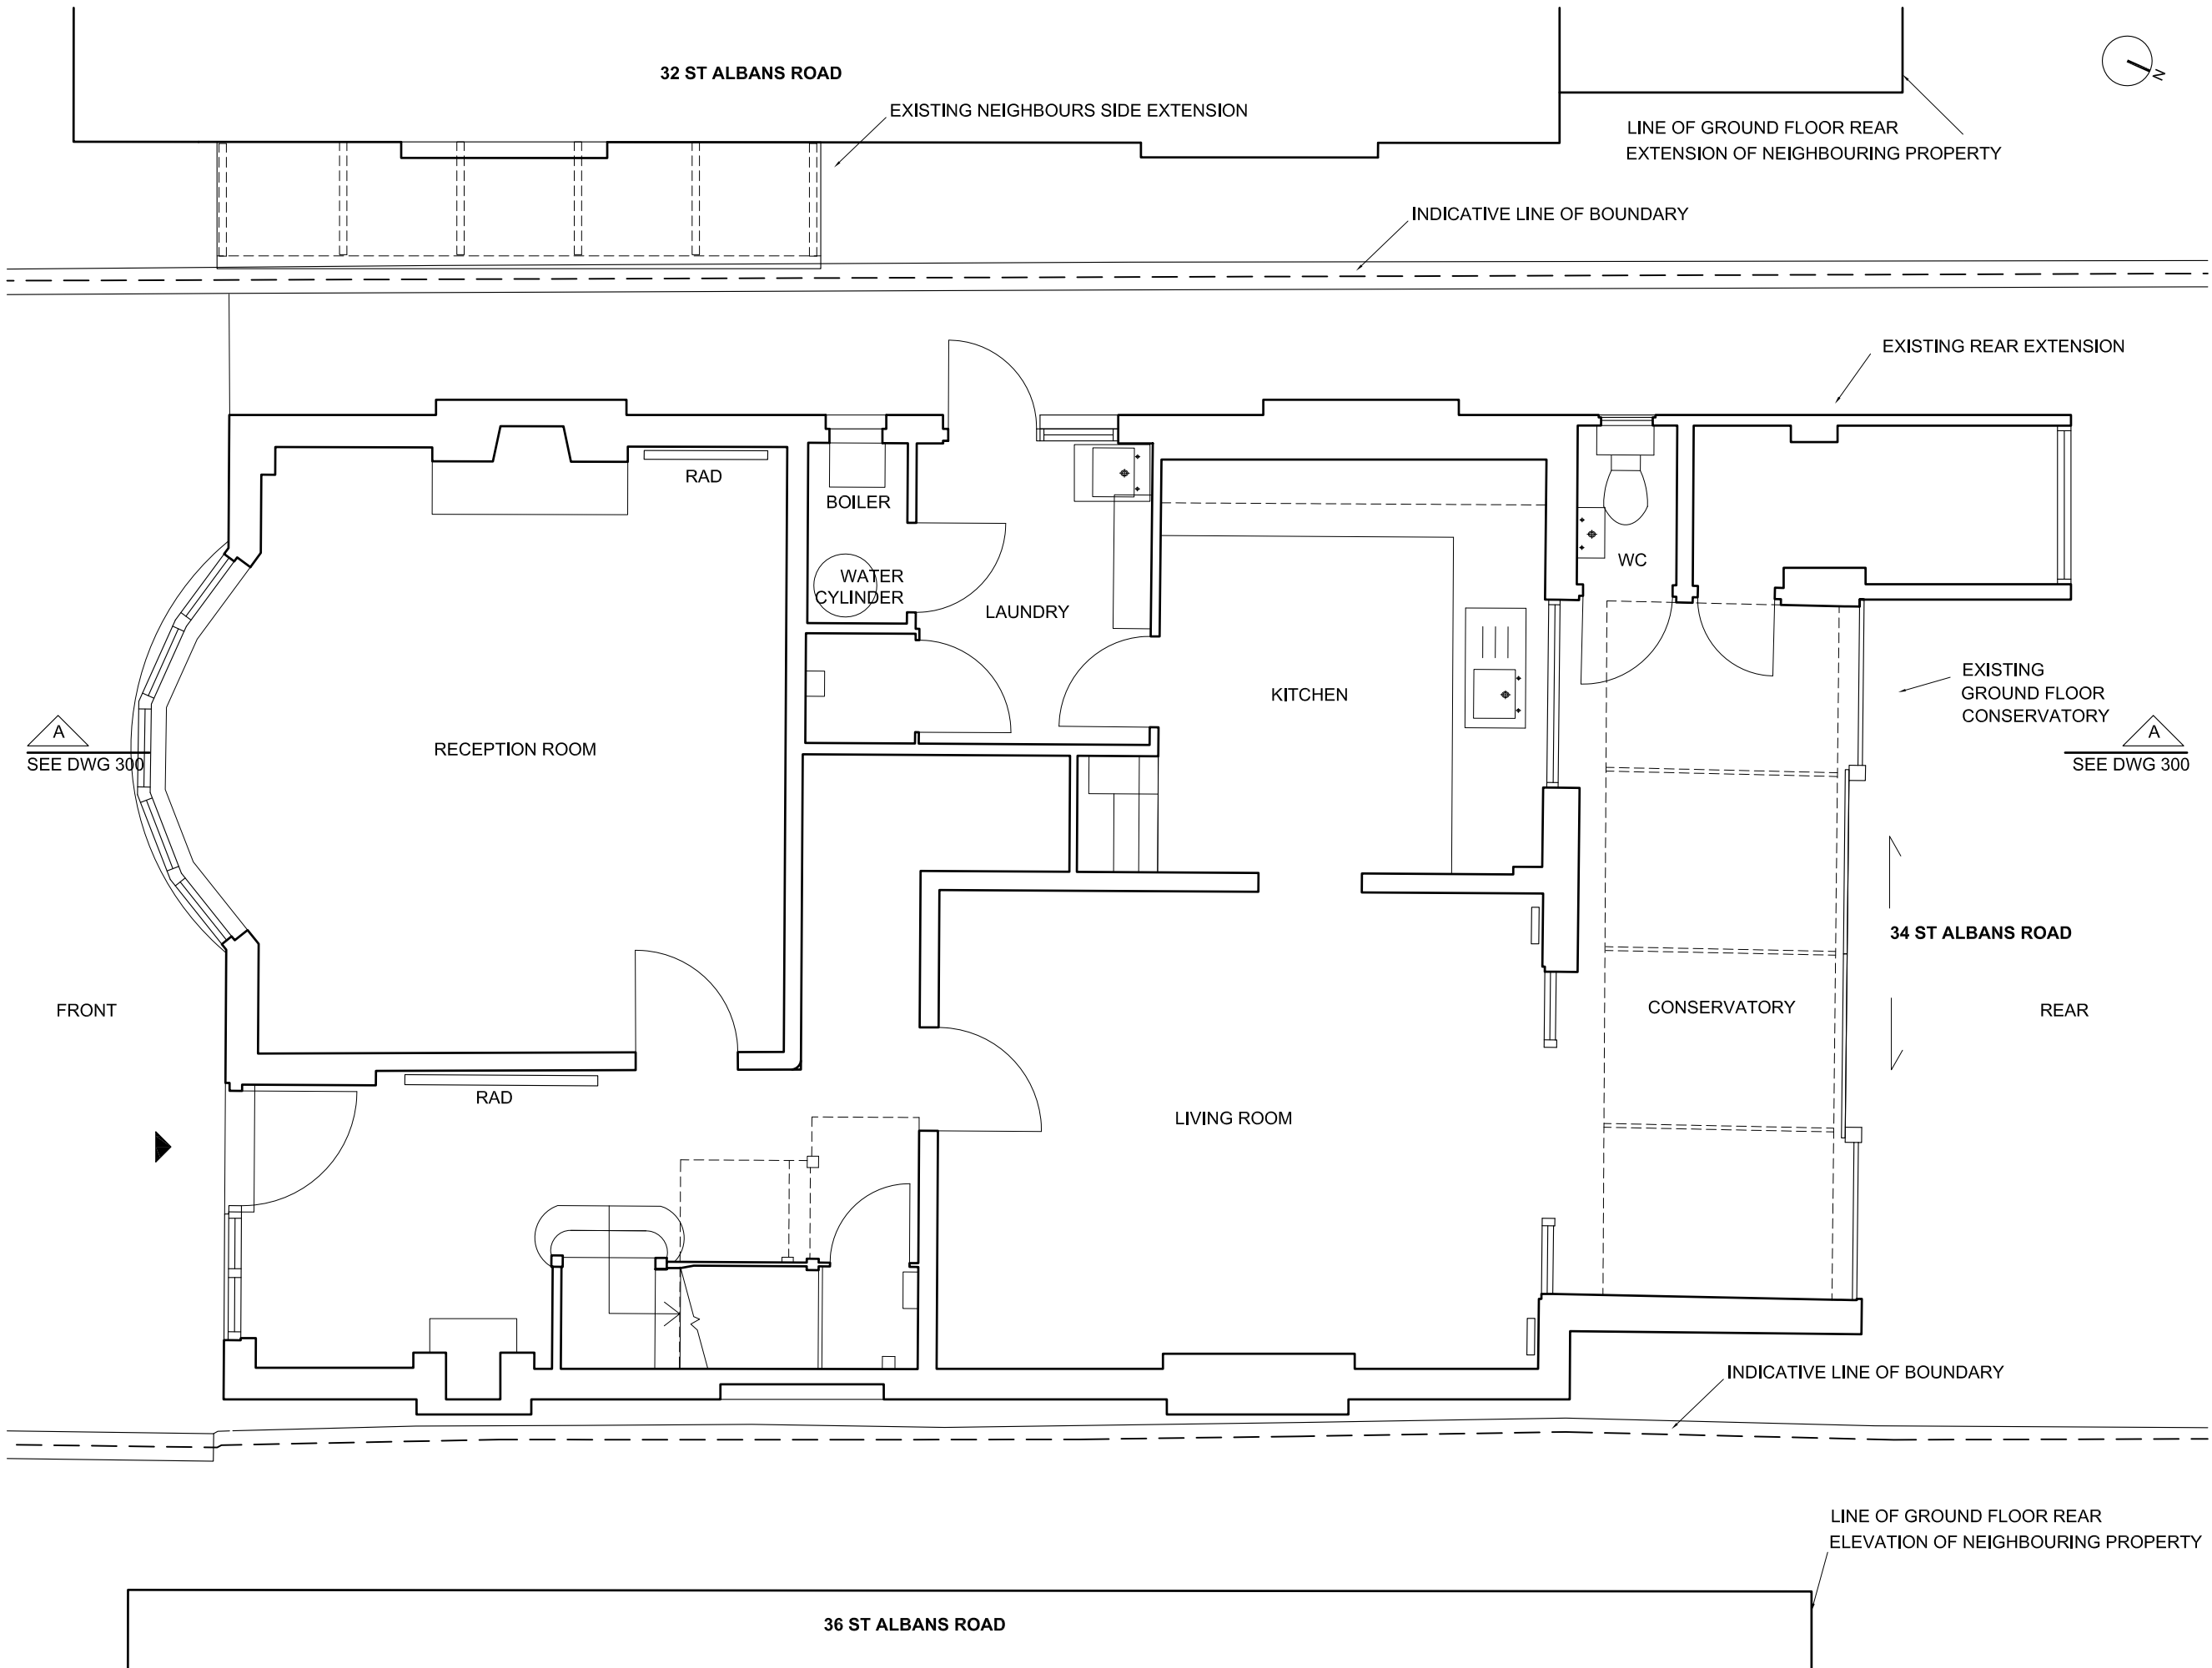 32 ST ALBANS ROAD
N
EXISTING NEIGHBOURS SIDE EXTENSION
LINE OF GROUND FLOOR REAR
EXTENSION OF NEIGHBOURING PROPERTY
INDICATIVE LINE OF BOUNDARY
EXISTING REAR EXTENSION
RAD
BOILER
WATER
CYLINDER
LAUNDRY
WC
KITCHEN
EXISTING
GROUND FLOOR
CONSERVATORY
A
SEE DWG 300
RECEPTION ROOM
A
SEE DWG 300
34 ST ALBANS ROAD
FRONT
CONSERVATORY
REAR
RAD
LIVING ROOM
INDICATIVE LINE OF BOUNDARY
LINE OF GROUND FLOOR REAR
ELEVATION OF NEIGHBOURING PROPERTY
36 ST ALBANS ROAD